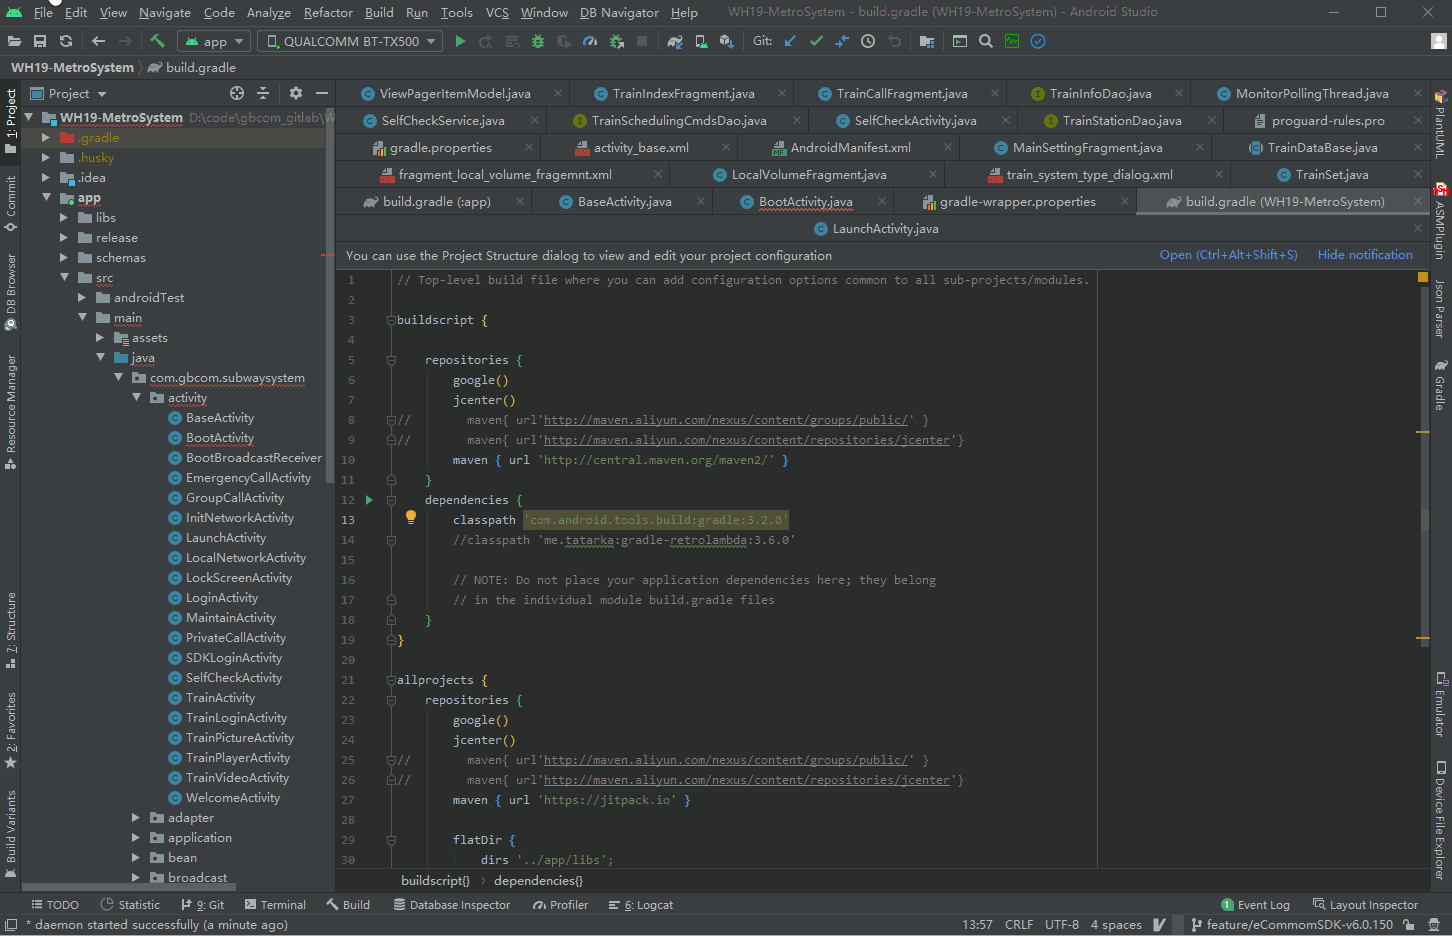 File Edit View Navigate Code Analyze Refactor Build Run Tools VCS Window DB Navigator Help WH19-MetroSystem - build.gradle (WH19-MetroSystem) - Android Studio
app QUALCOMM BT-TX500 Git:
WH19-MetroSystem build.gradle
Project
ViewPagerItemModel.java TrainIndexFragment.java TrainCallFragment.java TrainInfoDao.java MonitorPollingThread.java
SelfCheckService.java TrainSchedulingCmdsDao.java SelfCheckActivity.java TrainStationDao.java proguard-rules.pro
gradle.properties activity_base.xml AndroidManifest.xml MainSettingFragment.java TrainDataBase.java
fragment_local_volume_fragemnt.xml LocalVolumeFragment.java train_system_type_dialog.xml TrainSet.java
build.gradle (:app) BaseActivity.java BootActivity.java gradle-wrapper.properties build.gradle (WH19-MetroSystem)
LaunchActivity.java
You can use the Project Structure dialog to view and edit your project configuration Open (Ctrl+Alt+Shift+S) Hide notification
1: Project
Commit
DB Browser
Resource Manager
7: Structure
2: Favorites
Build Variants
WH19-MetroSystem D:\code\gbcom_gitlab\W
.gradle
.husky
.idea
app
libs
release
schemas
src
androidTest
main
assets
java
com.gbcom.subwaysystem
activity
BaseActivity
BootActivity
BootBroadcastReceiver
EmergencyCallActivity
GroupCallActivity
InitNetworkActivity
LaunchActivity
LocalNetworkActivity
LockScreenActivity
LoginActivity
MaintainActivity
PrivateCallActivity
SDKLoginActivity
SelfCheckActivity
TrainActivity
TrainLoginActivity
TrainPictureActivity
TrainPlayerActivity
TrainVideoActivity
WelcomeActivity
adapter
application
bean
broadcast
1 // Top-level build file where you can add configuration options common to all sub-projects/modules.
2
3 buildscript {
4
5 repositories {
6 google()
7 jcenter()
8 // maven{ url'http://maven.aliyun.com/nexus/content/groups/public/' }
9 // maven{ url'http://maven.aliyun.com/nexus/content/repositories/jcenter'}
10 maven { url 'http://central.maven.org/maven2/' }
11 }
12 dependencies {
13 classpath 'com.android.tools.build:gradle:3.2.0'
14 //classpath 'me.tatarka:gradle-retrolambda:3.6.0'
15
16 // NOTE: Do not place your application dependencies here; they belong
17 // in the individual module build.gradle files
18 }
19 }
20
21 allprojects {
22 repositories {
23 google()
24 jcenter()
25 // maven{ url'http://maven.aliyun.com/nexus/content/groups/public/' }
26 // maven{ url'http://maven.aliyun.com/nexus/content/repositories/jcenter'}
27 maven { url 'https://jitpack.io' }
28
29 flatDir {
30 dirs '../app/libs';
buildscript{} dependencies{}
PlantUML
ASMPlugin
Json Parser
Gradle
Emulator
Device File Explorer
TODO Statistic 9: Git Terminal Build Database Inspector Profiler 6: Logcat 1 Event Log Layout Inspector
* daemon started successfully (a minute ago) 13:57 CRLF UTF-8 4 spaces feature/eCommomSDK-v6.0.150